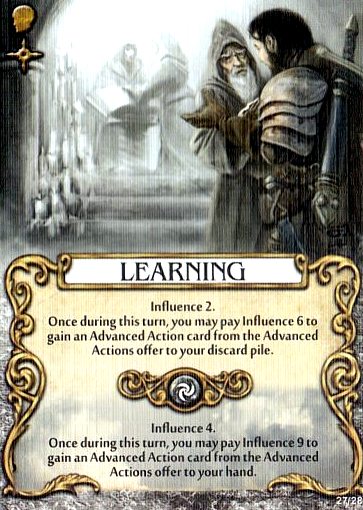 LEARNING
Influence 2.
Once during this turn, you may pay Influence 6 to
gain an Advanced Action card from the Advanced
Actions offer to your discard pile.
Influence 4.
Once during this turn, you may pay Influence 9 to
gain an Advanced Action card from the Advanced
Actions offer to your hand.
27/28